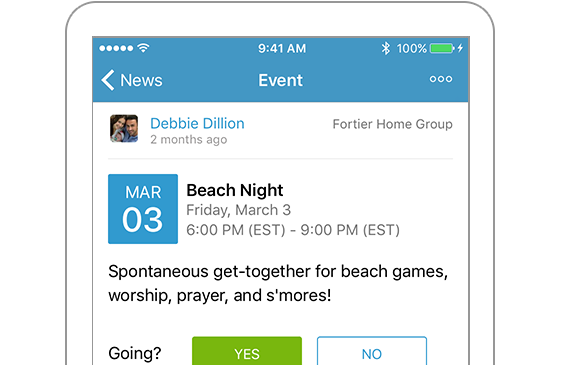 9:41 AM 100%
News Event
Debbie Dillion Fortier Home Group
2 months ago
MAR
03
Beach Night
Friday, March 3
6:00 PM (EST) - 9:00 PM (EST)
Spontaneous get-together for beach games,
worship, prayer, and s'mores!
Going? YES NO